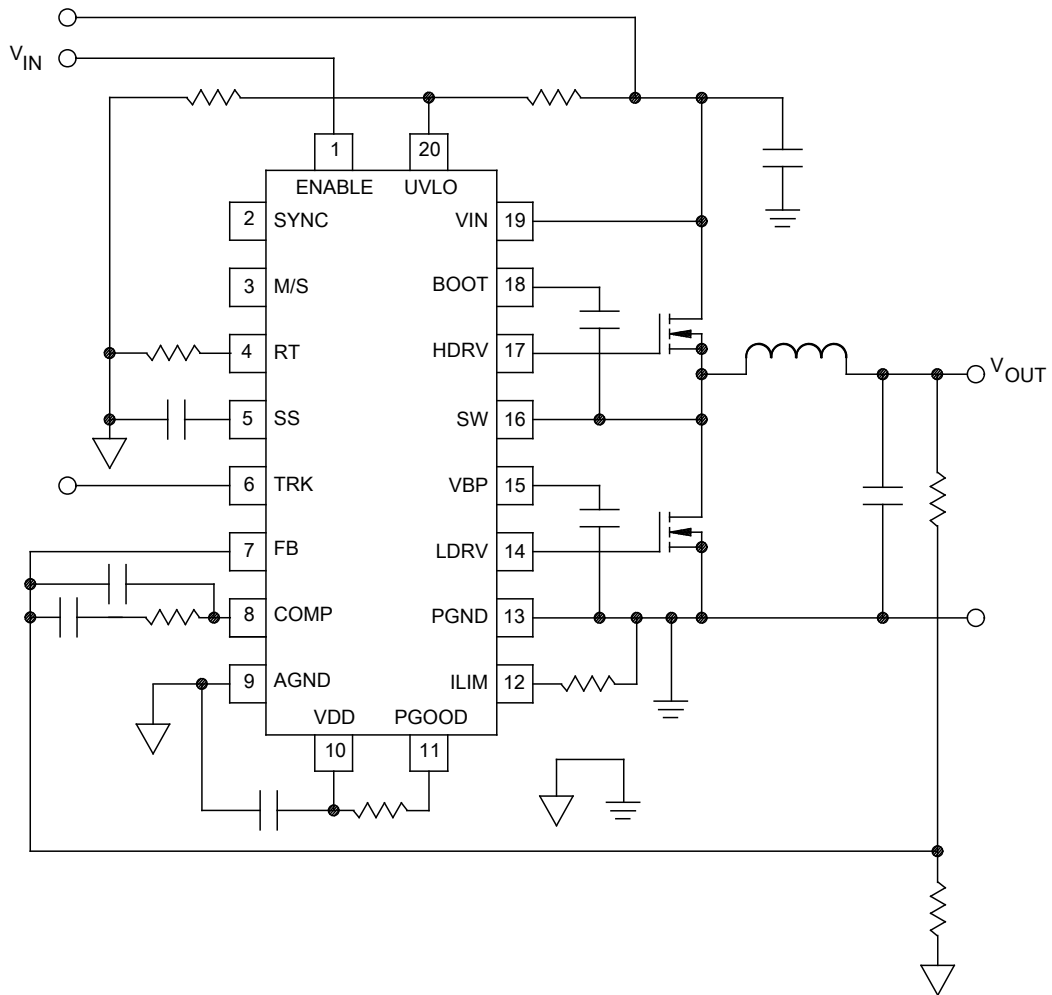 V_IN
1 20
ENABLE UVLO
2 SYNC VIN 19
3 M/S BOOT 18
4 RT HDRV 17
V_OUT
5 SS SW 16
6 TRK VBP 15
7 FB LDRV 14
8 COMP PGND 13
9 AGND ILIM 12
VDD PGOOD
10 11